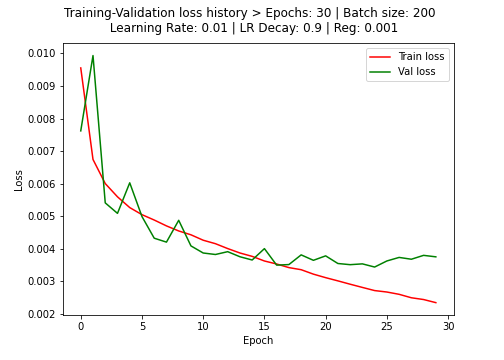 Training-Validation loss history > Epochs: 30 | Batch size: 200
Learning Rate: 0.01 | LR Decay: 0.9 | Reg: 0.001
Train loss
Val loss
0.010
0.009
0.008
0.007
0.006
0.005
0.004
0.003
0.002
Loss
0 5 10 15 20 25 30
Epoch